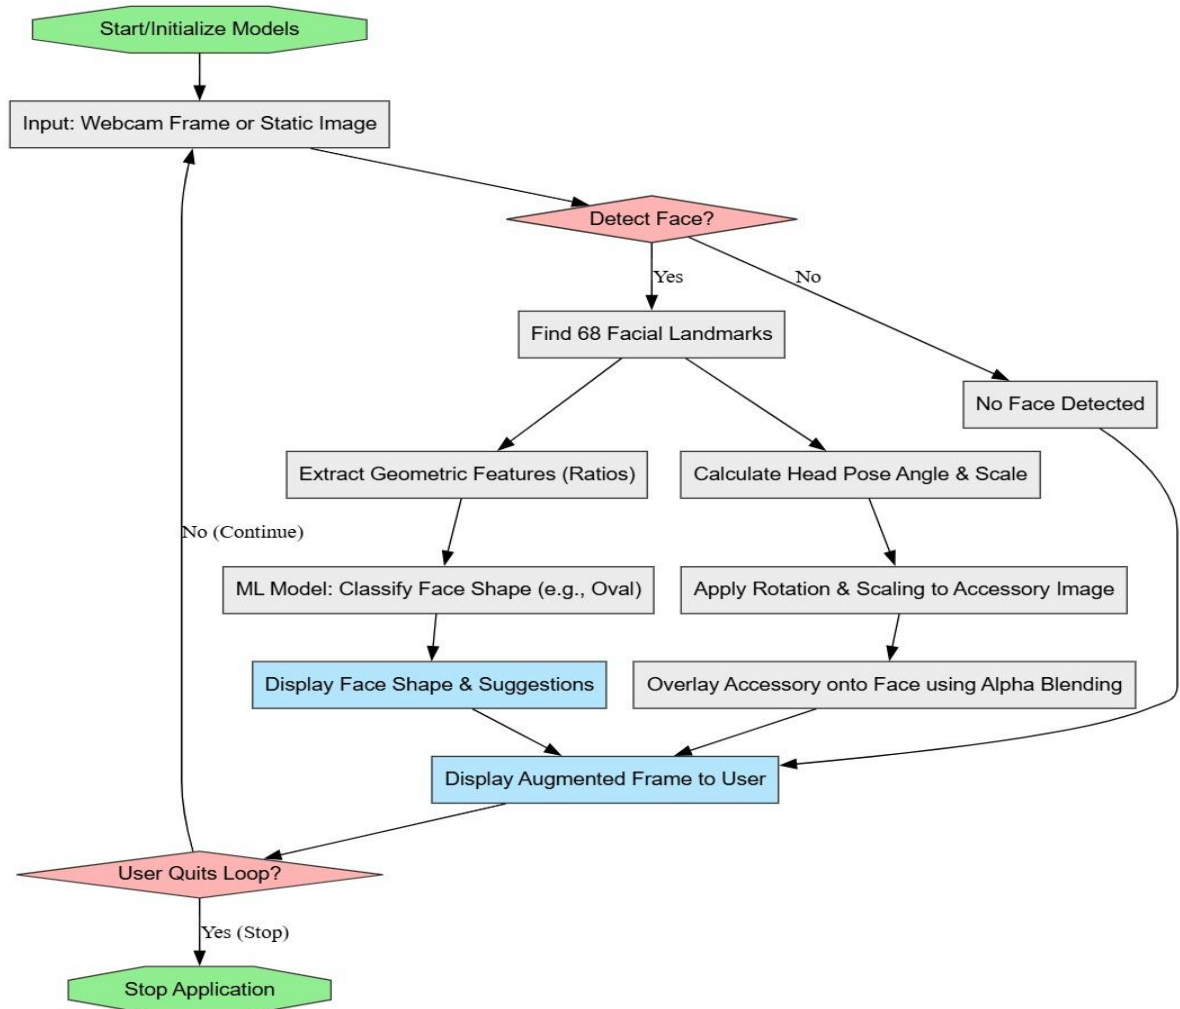 Start/Initialize Models
Input: Webcam Frame or Static Image
Detect Face?
Yes
No
Find 68 Facial Landmarks
No Face Detected
Extract Geometric Features (Ratios)
Calculate Head Pose Angle & Scale
No (Continue)
ML Model: Classify Face Shape (e.g., Oval)
Apply Rotation & Scaling to Accessory Image
Display Face Shape & Suggestions
Overlay Accessory onto Face using Alpha Blending
Display Augmented Frame to User
User Quits Loop?
Yes (Stop)
Stop Application